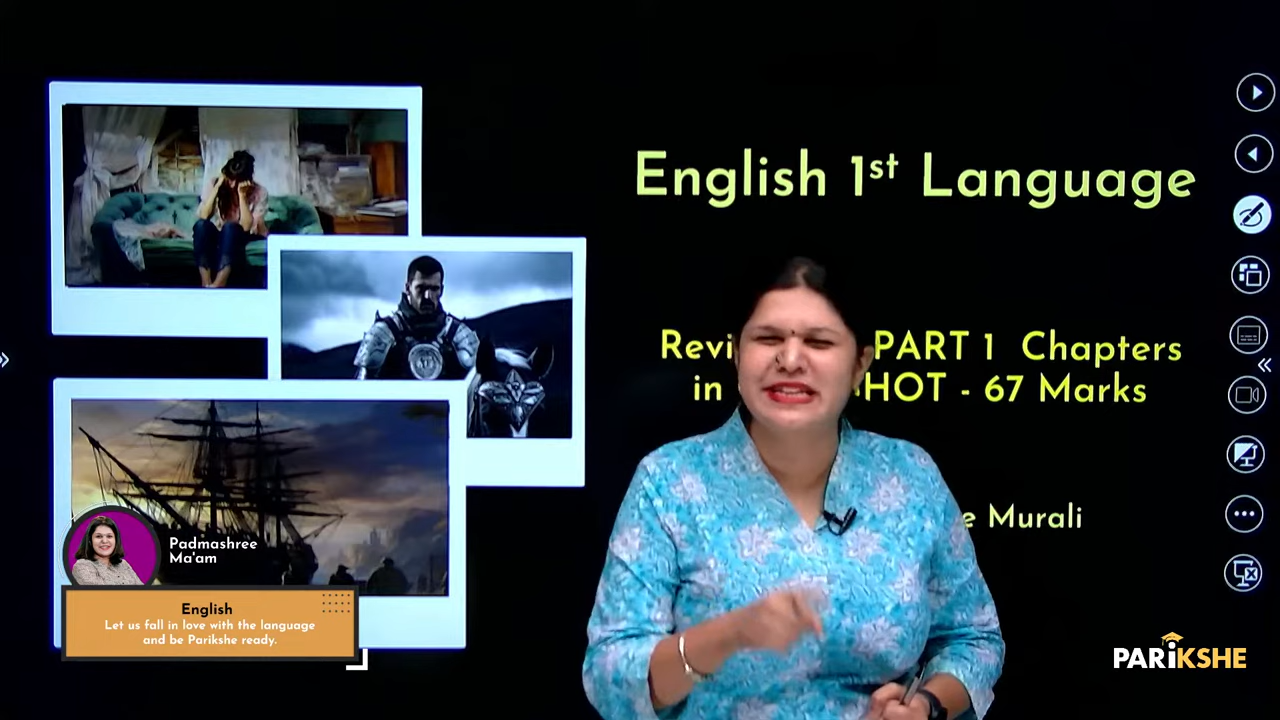 English 1st Language
Revi PART 1 Chapters
in HOT - 67 Marks
e Murali
Padmashree
Ma'am
English
Let us fall in love with the language
and be Parikshe ready.
PARIKSHE